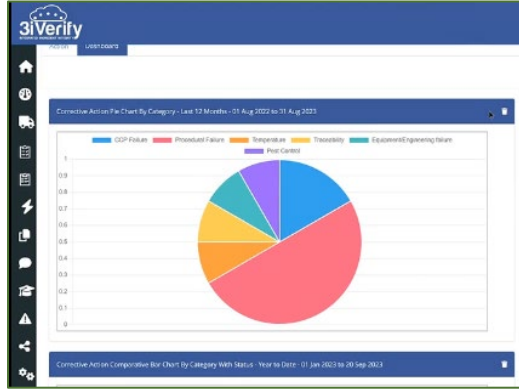 3iVerify
Action Dashboard
Corrective Action Pie Chart By Category - Last 12 Months - 01 Aug 2022 to 31 Aug 2023
CCP Failure Procedural Failure Temperature Traceability Equipment/Engineering failure
Pest Control
1
0.9
0.8
0.7
0.6
0.5
0.4
0.3
0.2
0.1
0
Corrective Action Comparative Bar Chart By Category With Status - Year to Date - 01 Jan 2023 to 20 Sep 2023